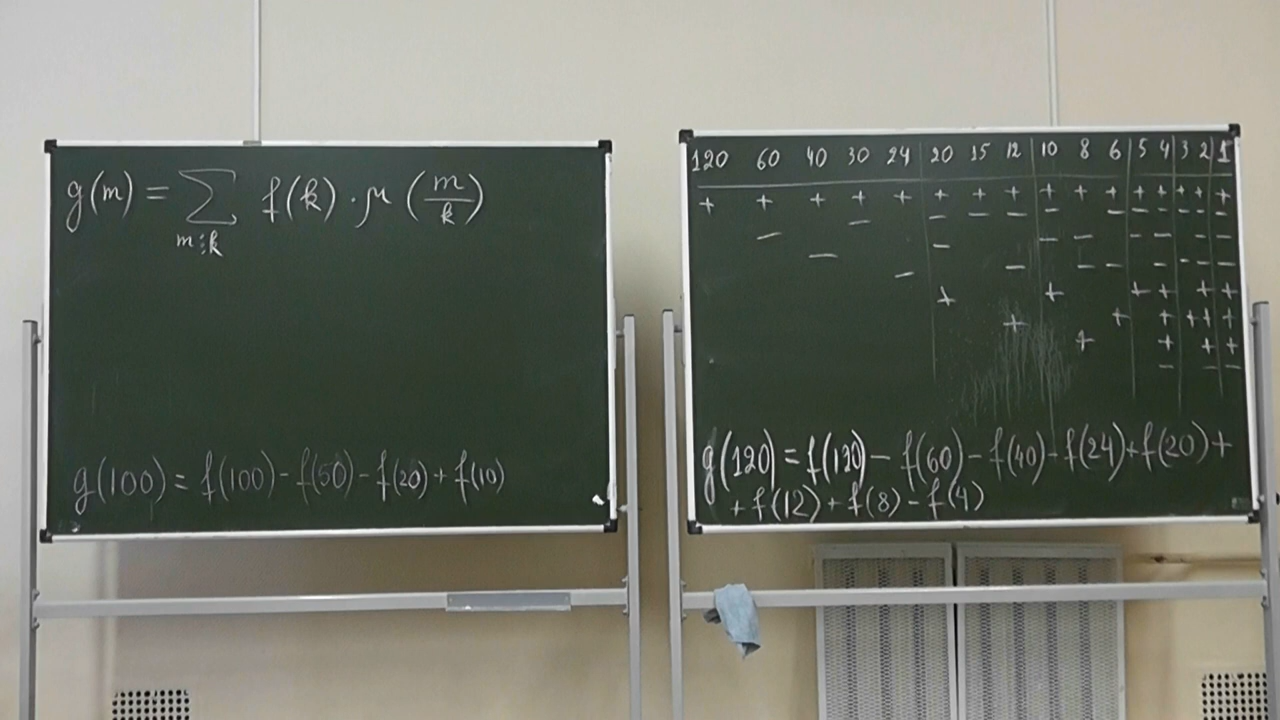 g(m) = ∑ f(k) · μ (m/k)
m⋮k
g(100) = f(100) - f(50) - f(20) + f(10)
120 60 40 30 24 20 15 12 10 8 6 5 4 3 2 1
+ + + + + + + + + + + + + + + +
− − − − − − − − − −
− − − − − − −
− − − − − − − −
− + + + + + +
+ + + + + +
+ + + +
− − −
g(120) = f(120) - f(60) - f(40) - f(24) + f(20) +
+ f(12) + f(8) - f(4)